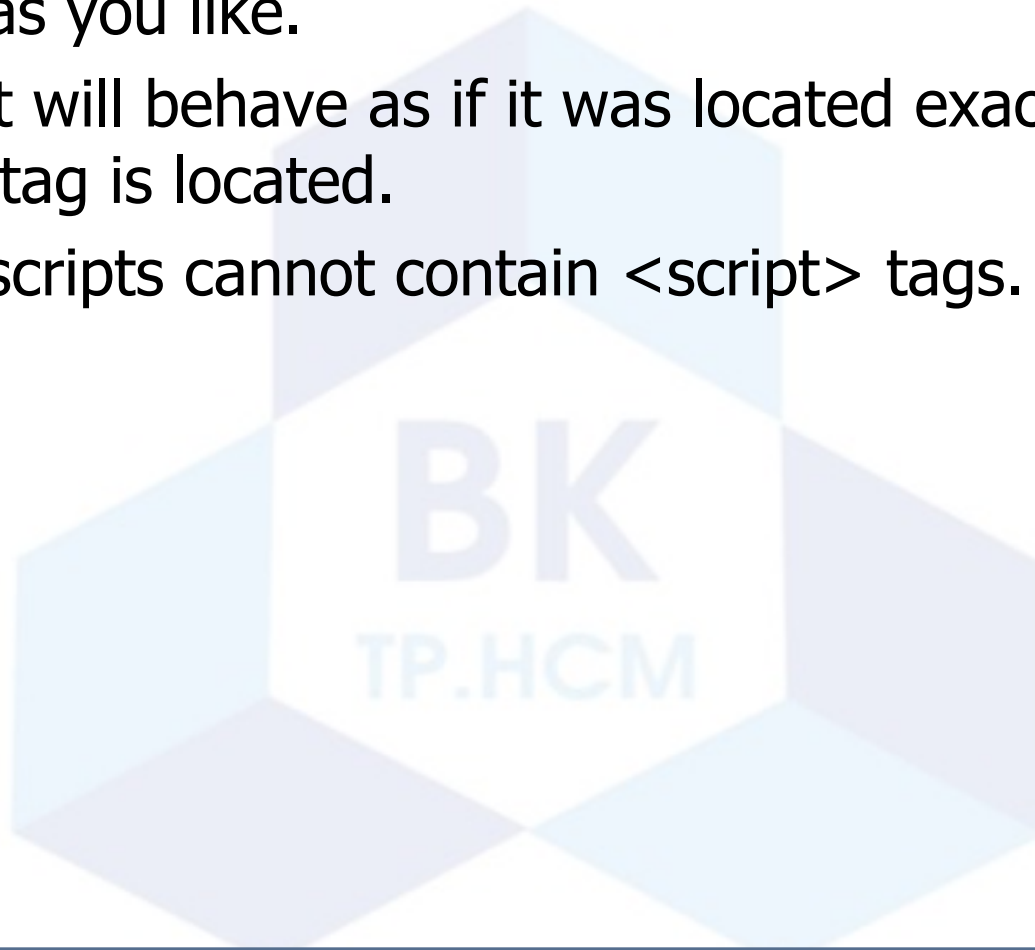 as you like.
t will behave as if it was located exac
tag is located.
scripts cannot contain <script> tags.
BK
TP.HCM